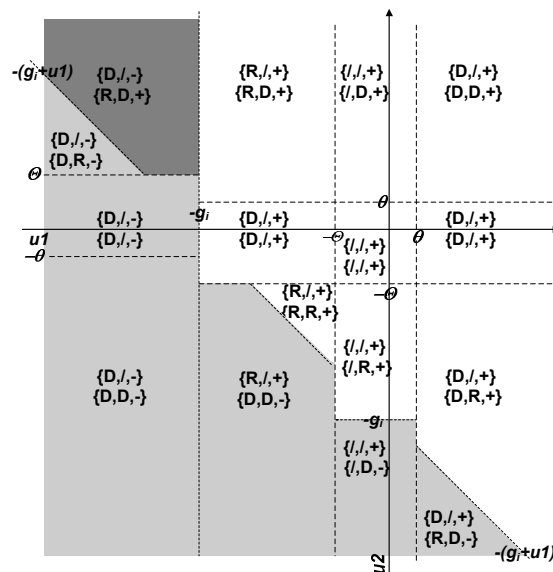 -(gᵢ+u1)
{D,/,-}
{R,D,+}
{R,/,+}
{R,D,+}
{/,/,+}
{/,D,+}
{D,/,+}
{D,D,+}
{D,/,-}
{D,R,-}
Θ
θ
-gᵢ
{D,/,-}
{D,/,-}
{D,/,+}
{D,/,+}
-Θ
θ
{D,/,+}
{D,/,+}
u1
-θ
{/,/,+}
{/,/,+}
-Θ
{R,/,+}
{R,R,+}
{/,/,+}
{/,R,+}
{D,/,-}
{D,D,-}
{R,/,+}
{D,D,-}
{D,/,+}
{D,R,+}
-gᵢ
{/,/,+}
{/,D,-}
{D,/,+}
{R,D,-}
-(gᵢ+u1)
u2